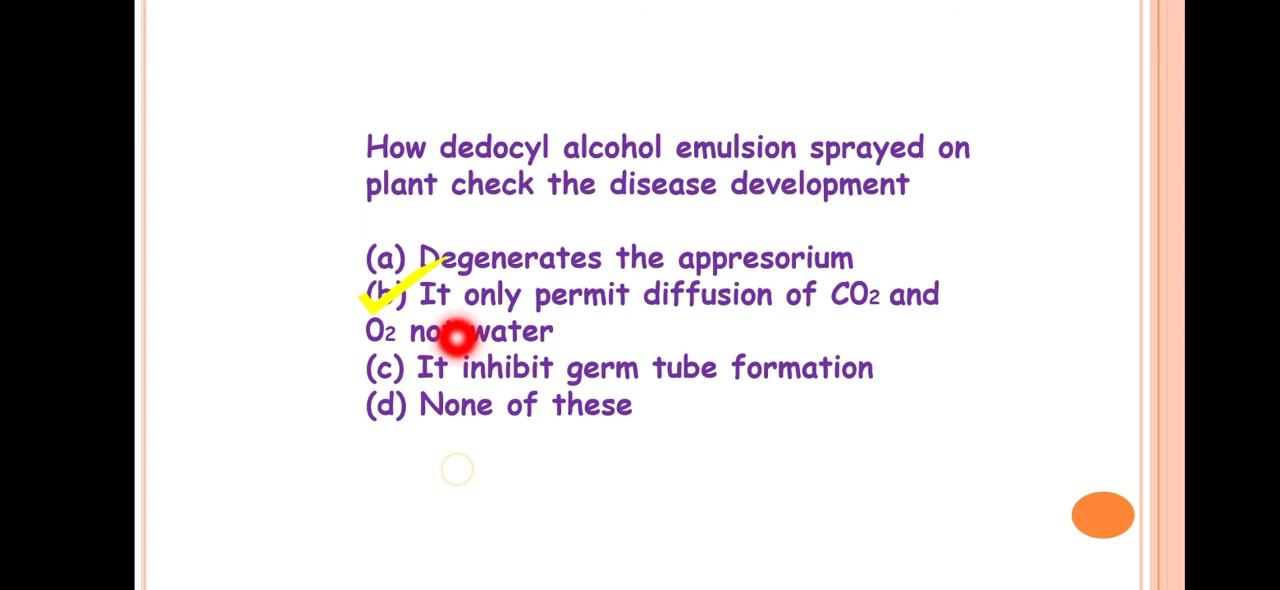 How dedocyl alcohol emulsion sprayed on
plant check the disease development
(a) Degenerates the appresorium
(b) It only permit diffusion of CO2 and
O2 not water
(c) It inhibit germ tube formation
(d) None of these